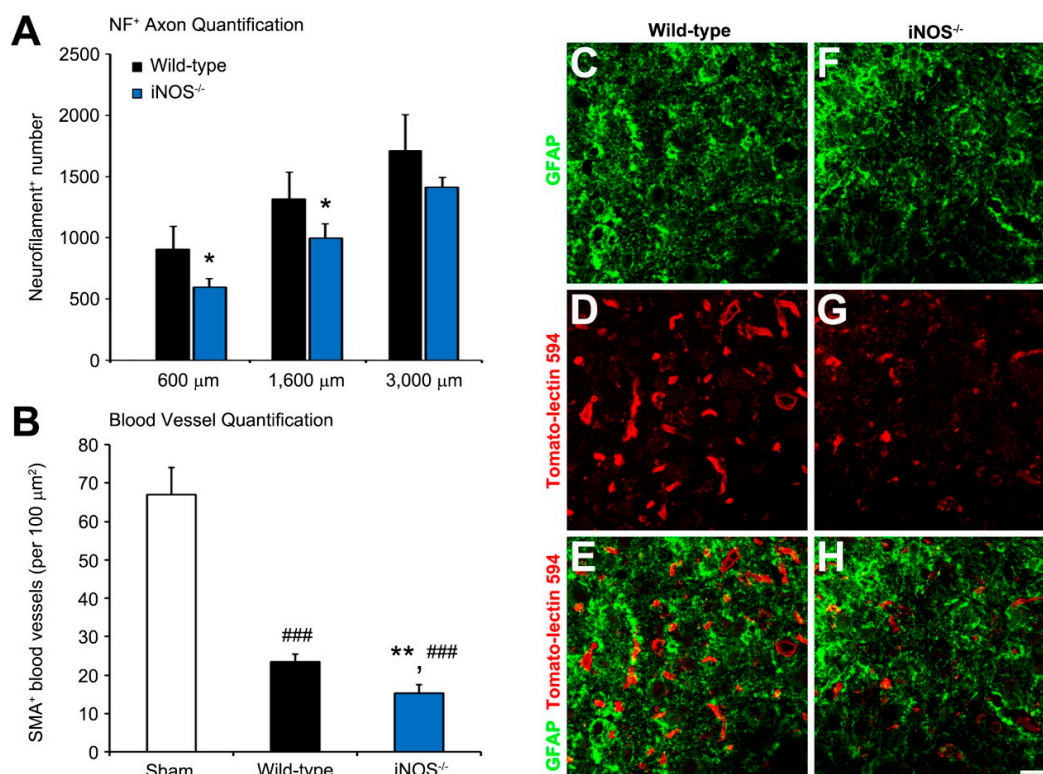 A
NF⁺ Axon Quantification
Neurofilament⁺ number
2500
2000
1500
1000
500
0
Wild-type
iNOS⁻/⁻
*
*
600 µm
1,600 µm
3,000 µm
B
Blood Vessel Quantification
SMA⁺ blood vessels (per 100 µm²)
80
70
60
50
40
30
20
10
0
###
**, ###
Sham
Wild-type
iNOS⁻/⁻
Wild-type
iNOS⁻/⁻
GFAP
C
F
Tomato-lectin 594
D
G
GFAP Tomato-lectin 594
E
H